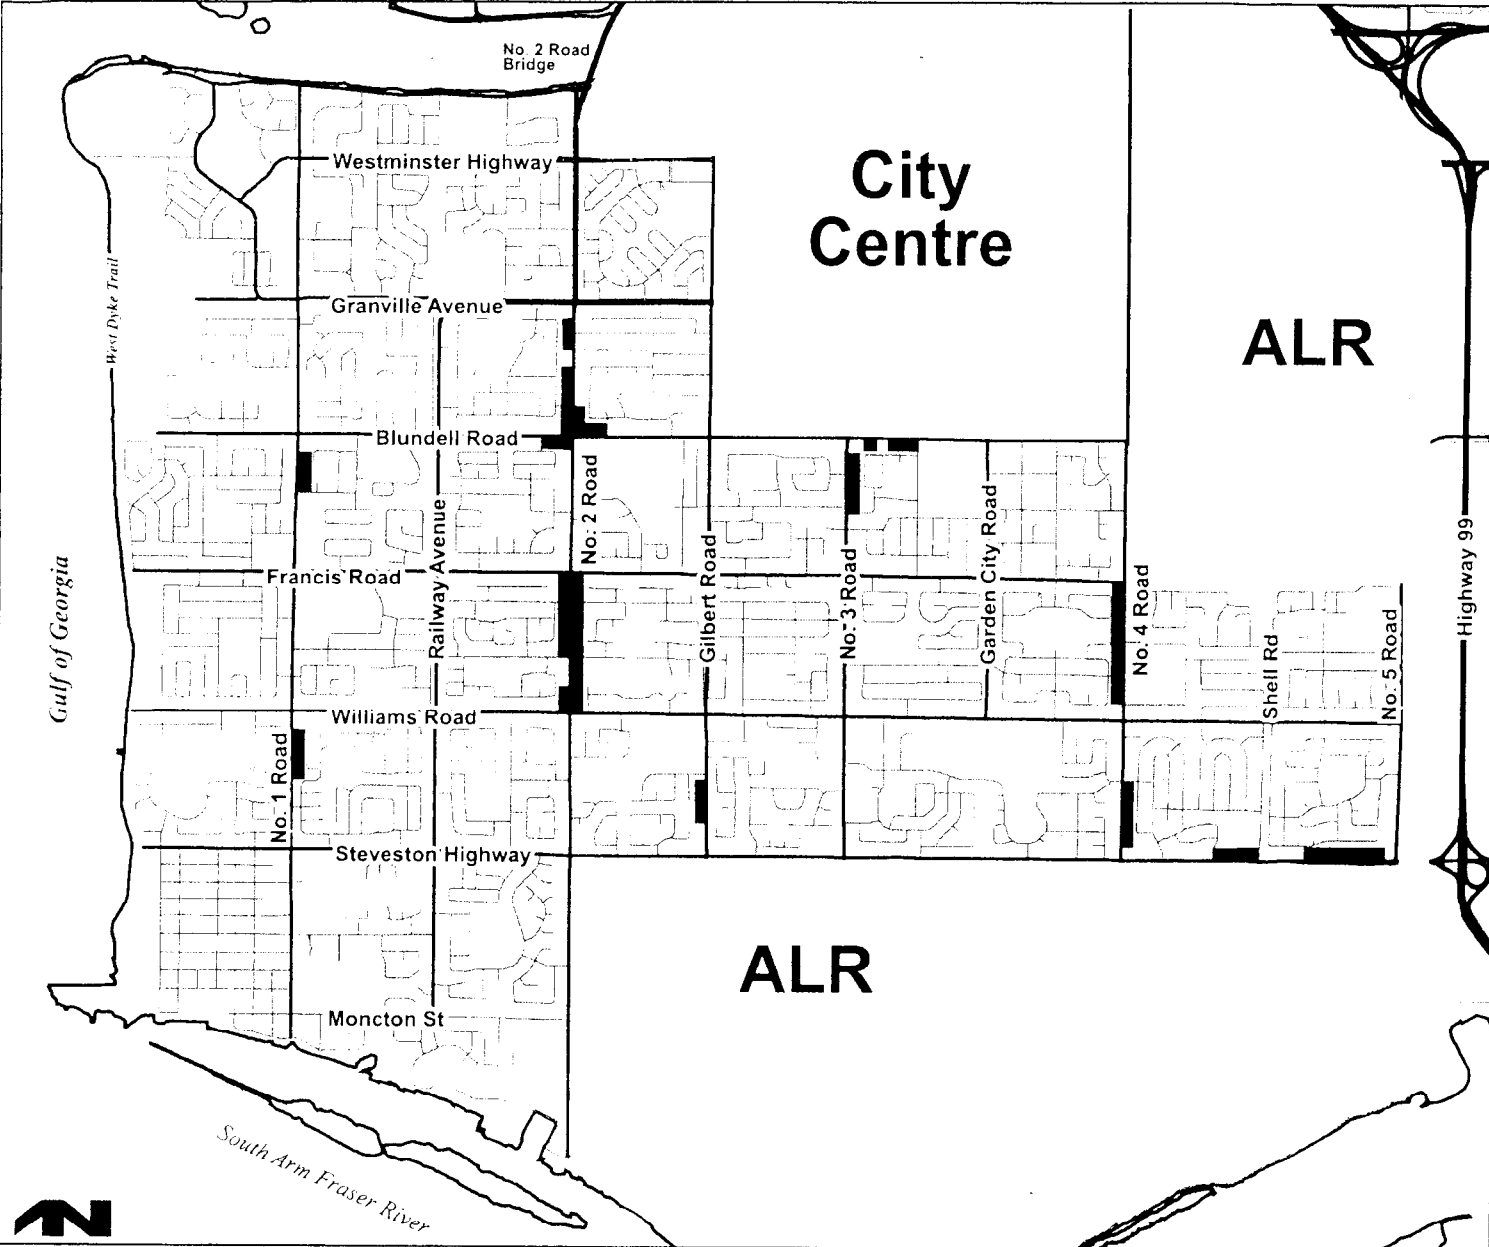 No. 2 Road
Bridge
Westminster Highway
City
Centre
West Dyke Trail
Granville Avenue
ALR
Blundell Road
No. 2 Road
Railway Avenue
Garden City Road
Highway 99
Gulf of Georgia
Francis Road
Gilbert Road
No. 3 Road
No. 4 Road
Shell Rd
No. 5 Road
Williams Road
No. 1 Road
Steveston Highway
ALR
Moncton St
South Arm Fraser River
N